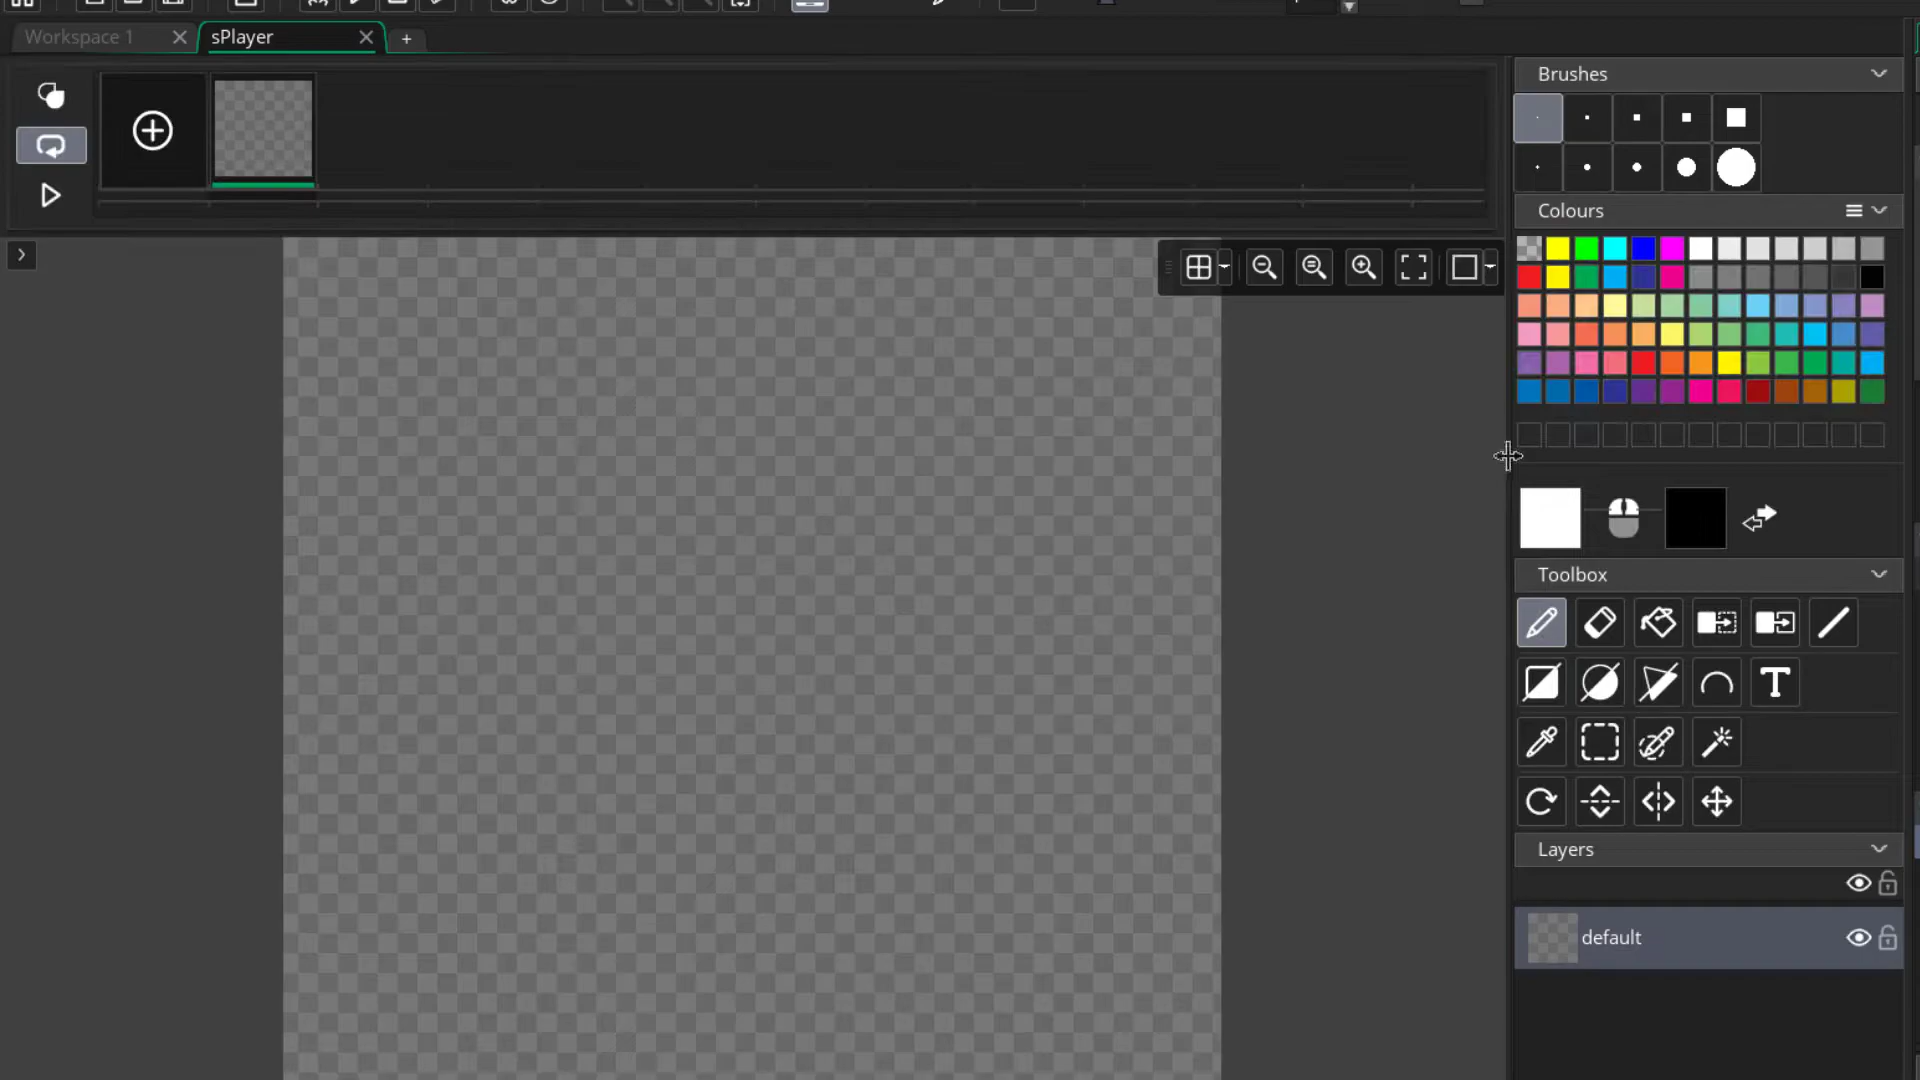 Workspace 1
sPlayer
Brushes
Colours
Toolbox
Layers
default